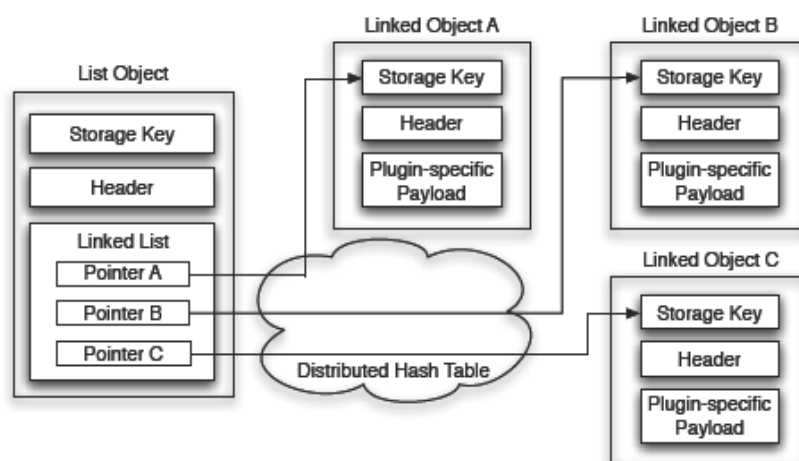 List Object
Storage Key
Header
Linked List
Pointer A
Pointer B
Pointer C
Distributed Hash Table
Linked Object A
Storage Key
Header
Plugin-specific
Payload
Linked Object B
Storage Key
Header
Plugin-specific
Payload
Linked Object C
Storage Key
Header
Plugin-specific
Payload